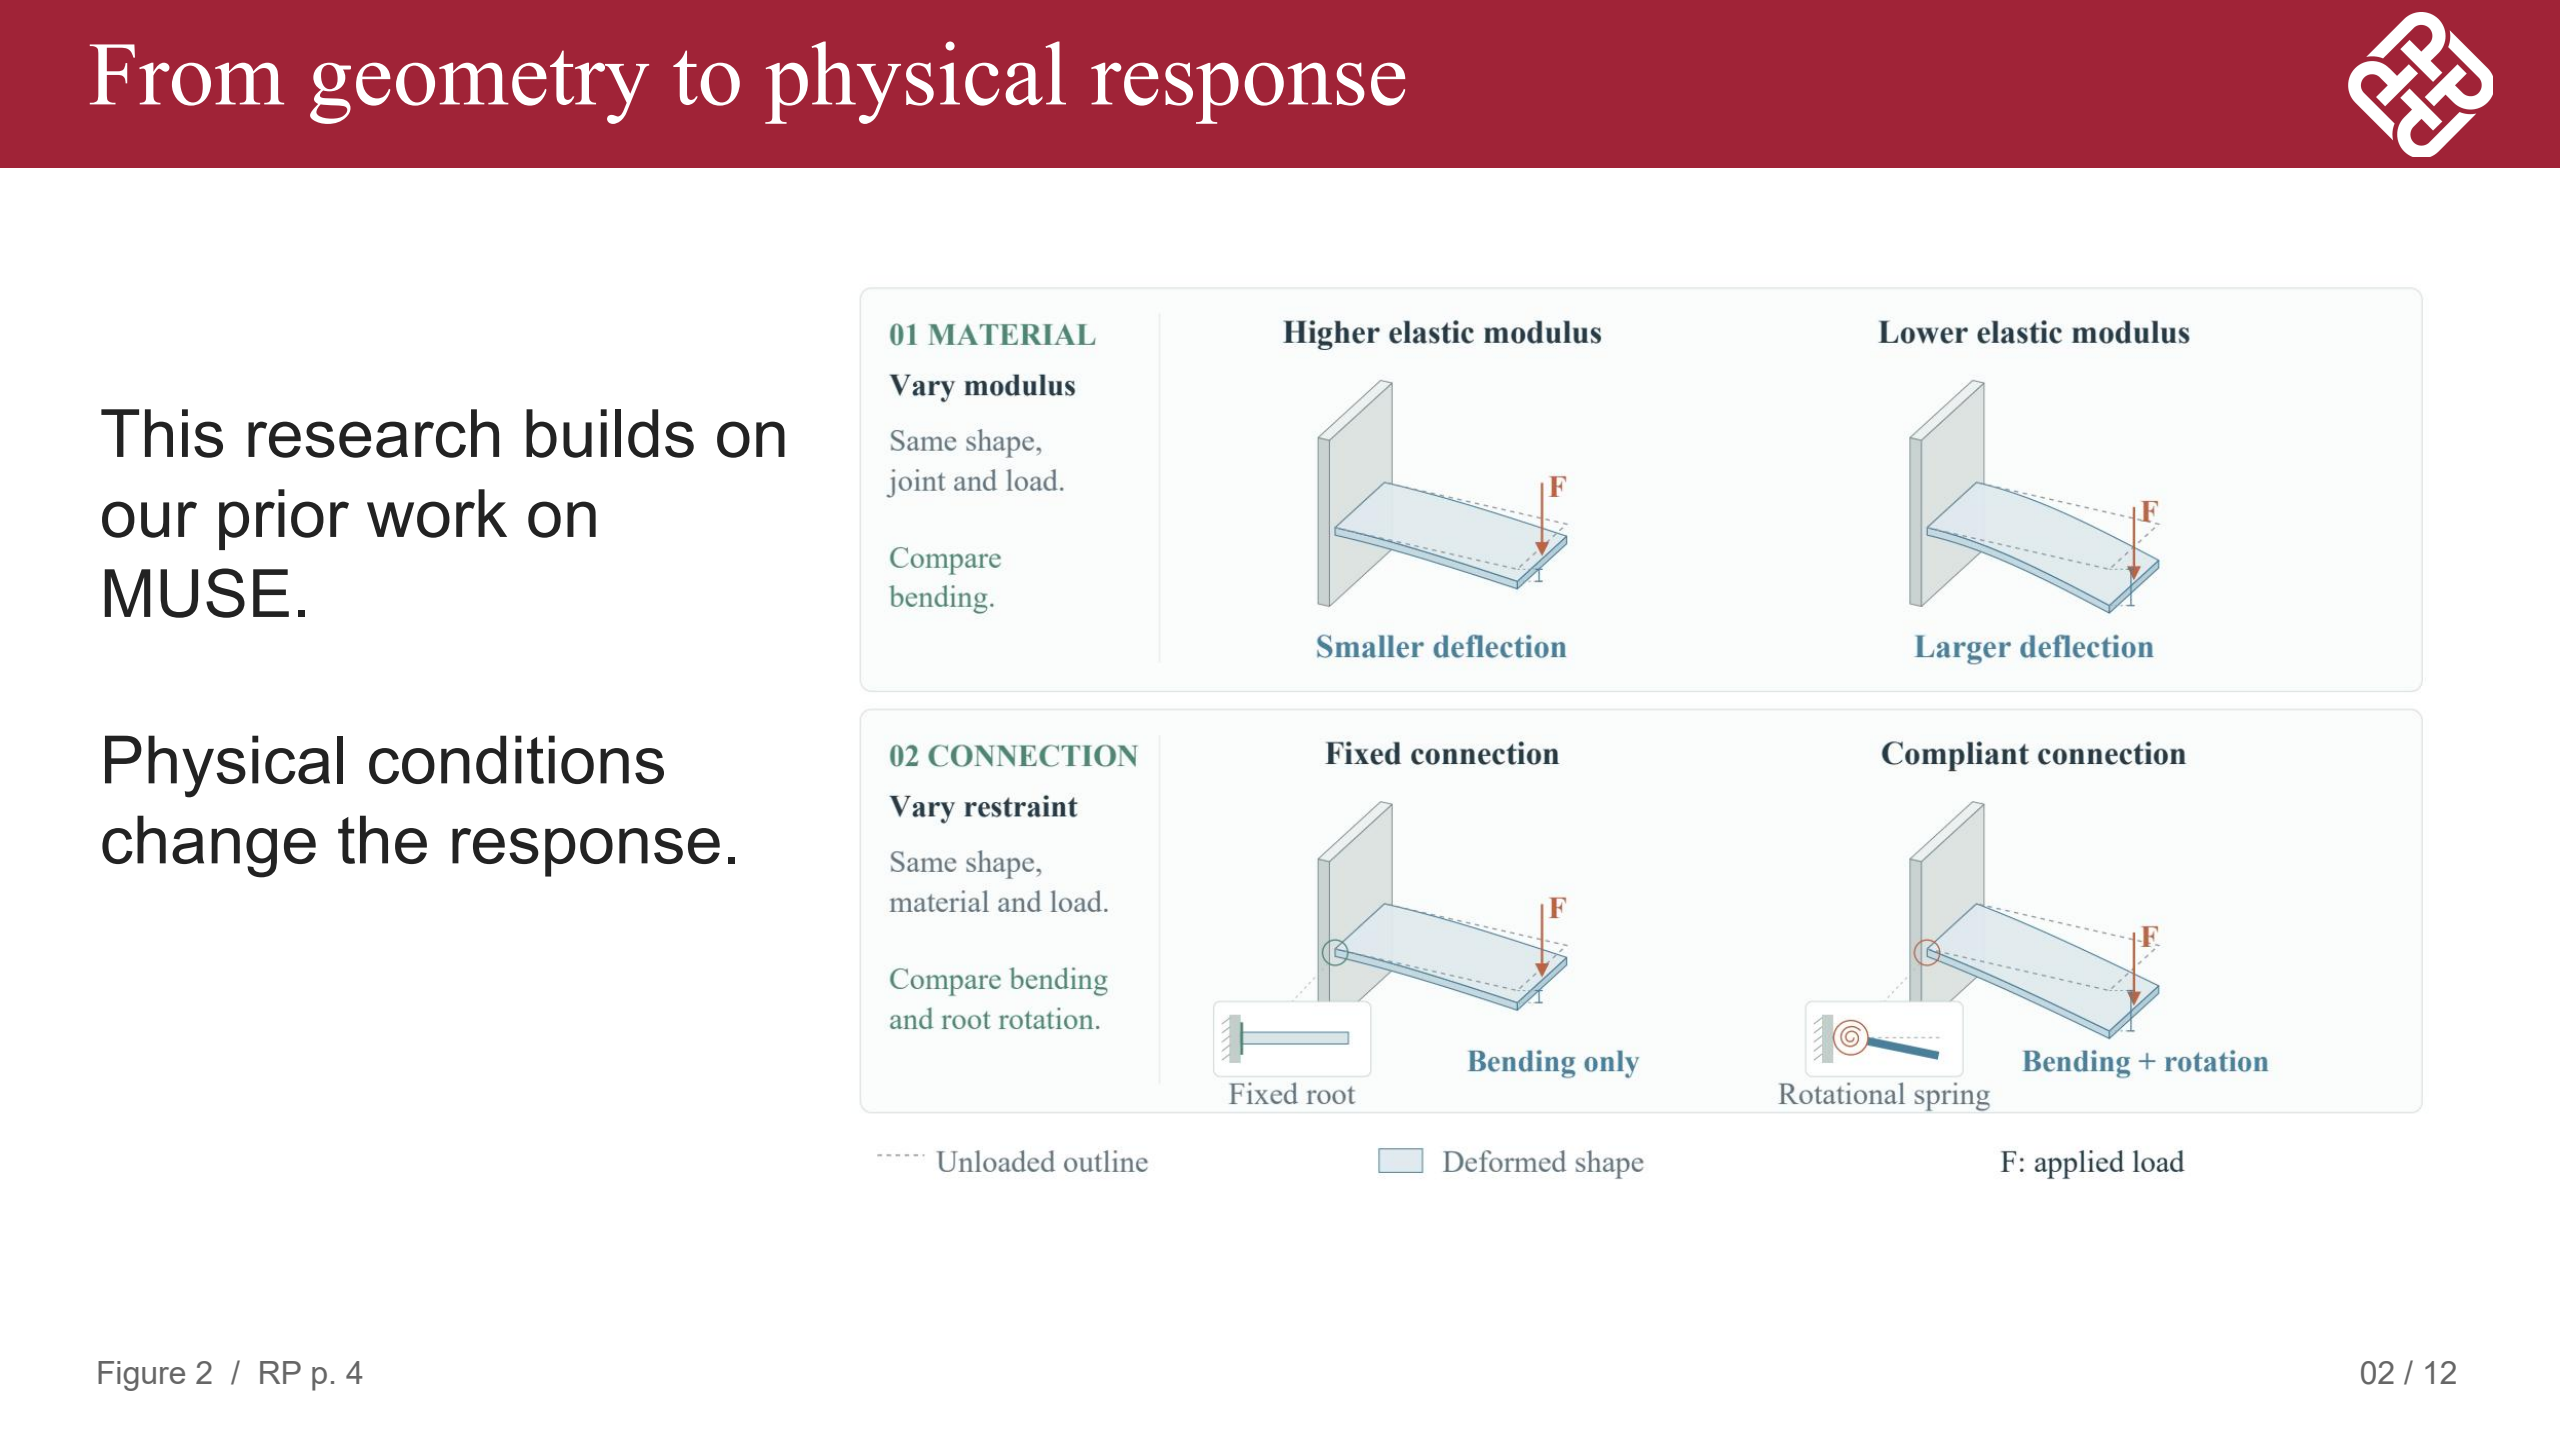 From geometry to physical response
This research builds on
our prior work on
MUSE.
Physical conditions
change the response.
01 MATERIAL
Vary modulus
Same shape,
joint and load.
Compare
bending.
Higher elastic modulus
F
Smaller deflection
Lower elastic modulus
F
Larger deflection
02 CONNECTION
Vary restraint
Same shape,
material and load.
Compare bending
and root rotation.
Fixed connection
F
Bending only
Fixed root
Compliant connection
F
Bending + rotation
Rotational spring
Unloaded outline
Deformed shape
F: applied load
Figure 2 / RP p. 4
02 / 12